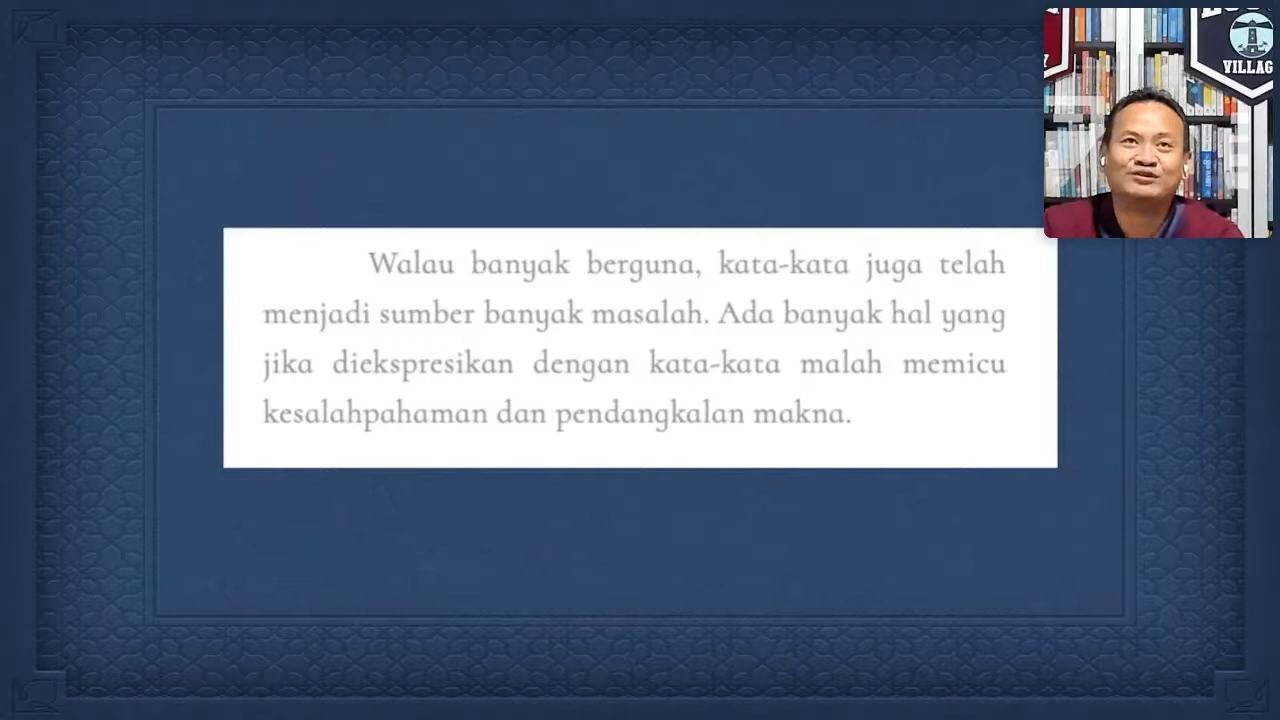 Walau banyak berguna, kata-kata juga telah
menjadi sumber banyak masalah. Ada banyak hal yang
jika diekspresikan dengan kata-kata malah memicu
kesalahpahaman dan pendangkalan makna.
VILLAG